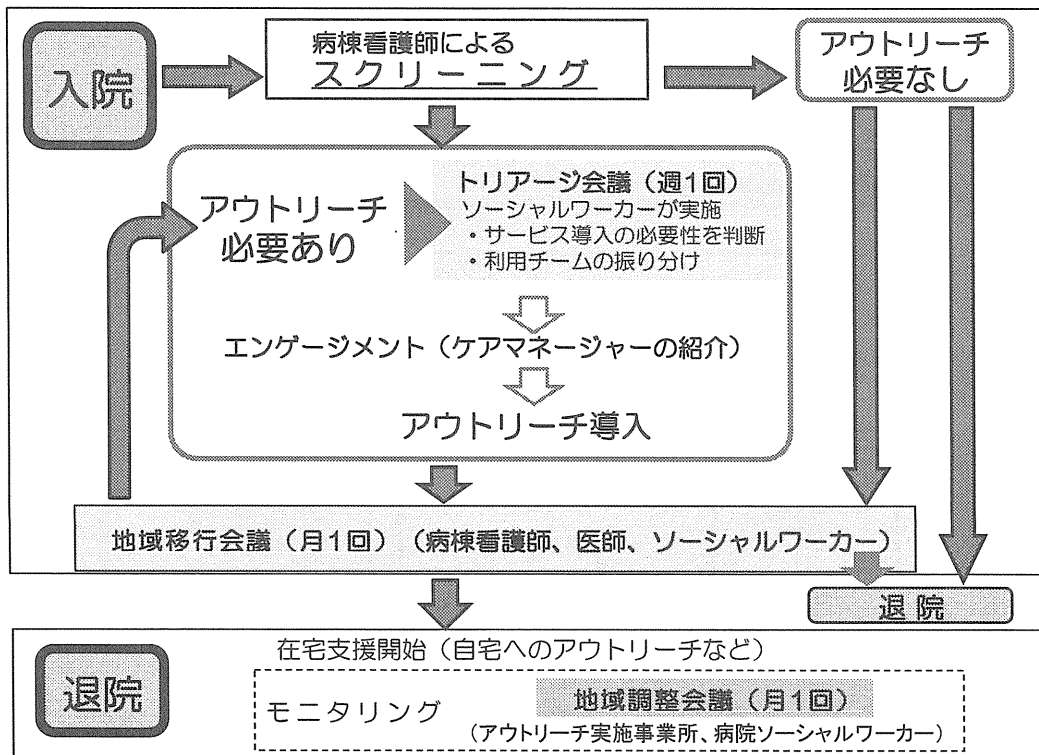 入院
病棟看護師による
スクリーニング
アウトリーチ
必要なし
アウトリーチ
必要あり
トリアージ会議（週1回）
ソーシャルワーカーが実施
・サービス導入の必要性を判断
・利用チームの振り分け
エンゲージメント（ケアマネージャーの紹介）
アウトリーチ導入
地域移行会議（月1回）（病棟看護師、医師、ソーシャルワーカー）
退 院
退院
在宅支援開始（自宅へのアウトリーチなど）
モニタリング
地域調整会議（月1回）
（アウトリーチ実施事業所、病院ソーシャルワーカー）